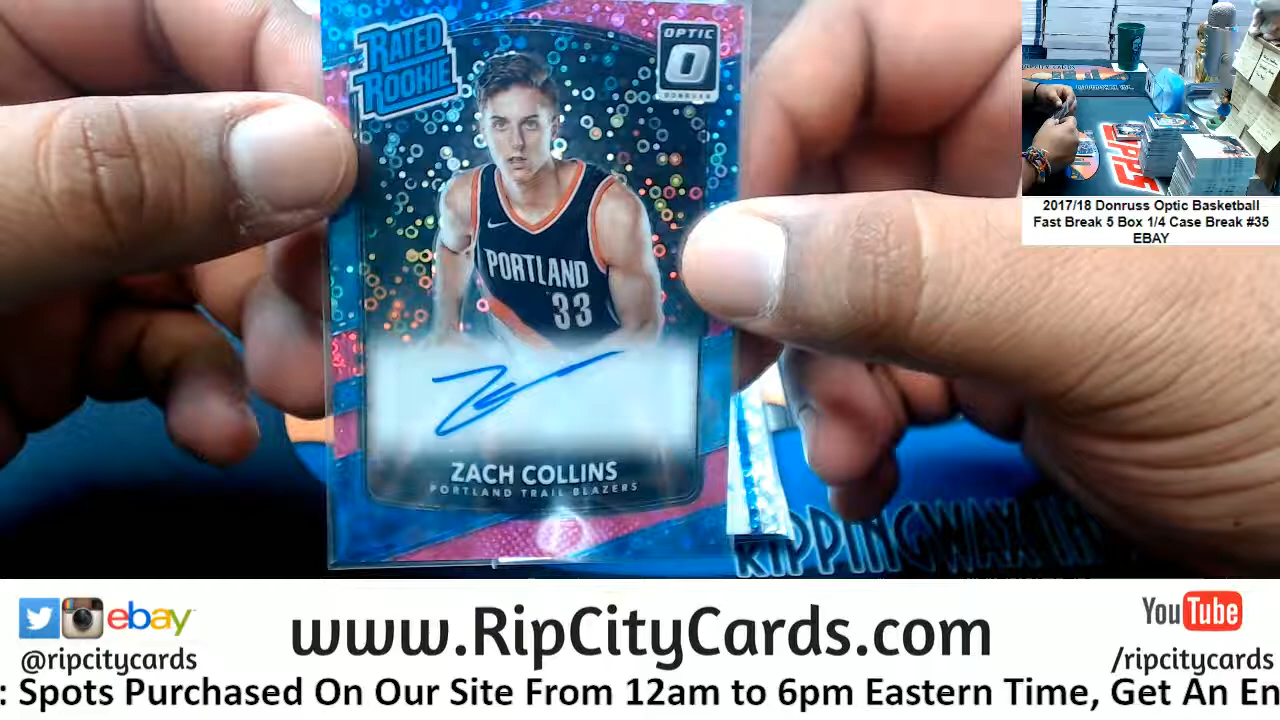 RATED
ROOKIE
OPTIC
O
DONRUSS
PORTLAND
33
ZACH COLLINS
PORTLAND TRAIL BLAZERS
RIPPINGWAX
2017/18 Donruss Optic Basketball
Fast Break 5 Box 1/4 Case Break #35
EBAY
ebay
@ripcitycards
www.RipCityCards.com
YouTube
/ripcitycards
: Spots Purchased On Our Site From 12am to 6pm Eastern Time, Get An En